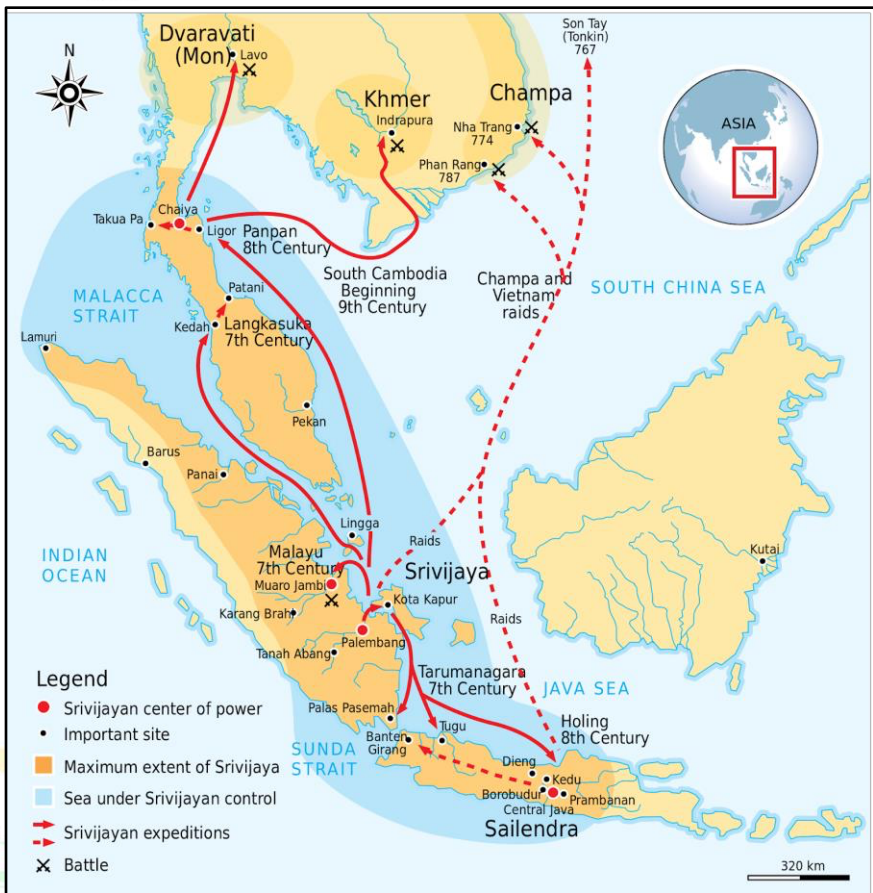 Son Tay
(Tonkin)
767
Dvaravati
(Mon)
Lavo
N
Khmer
Indrapura
Champa
Nha Trang
774
Phan Rang
787
ASIA
Chaiya
Takua Pa
Ligor
Panpan
8th Century
South Cambodia
Beginning
9th Century
Champa and
Vietnam
raids
SOUTH CHINA SEA
MALACCA
STRAIT
Patani
Kedah
Langkasuka
7th Century
Lamuri
Pekan
Barus
Panai
Lingga
Raids
INDIAN
OCEAN
Malayu
7th Century
Muaro Jambi
Srivijaya
Kota Kapur
Kutai
Karang Brah
Palembang
Tanah Abang
Raids
Tarumanagara
7th Century
JAVA SEA
Palas Pasemah
Tugu
Holing
8th Century
SUNDA
STRAIT
Banten
Girang
Dieng
Kedu
Borobudur
Prambanan
Central Java
Sailendra
Legend
Srivijayan center of power
Important site
Maximum extent of Srivijaya
Sea under Srivijayan control
Srivijayan expeditions
Battle
320 km